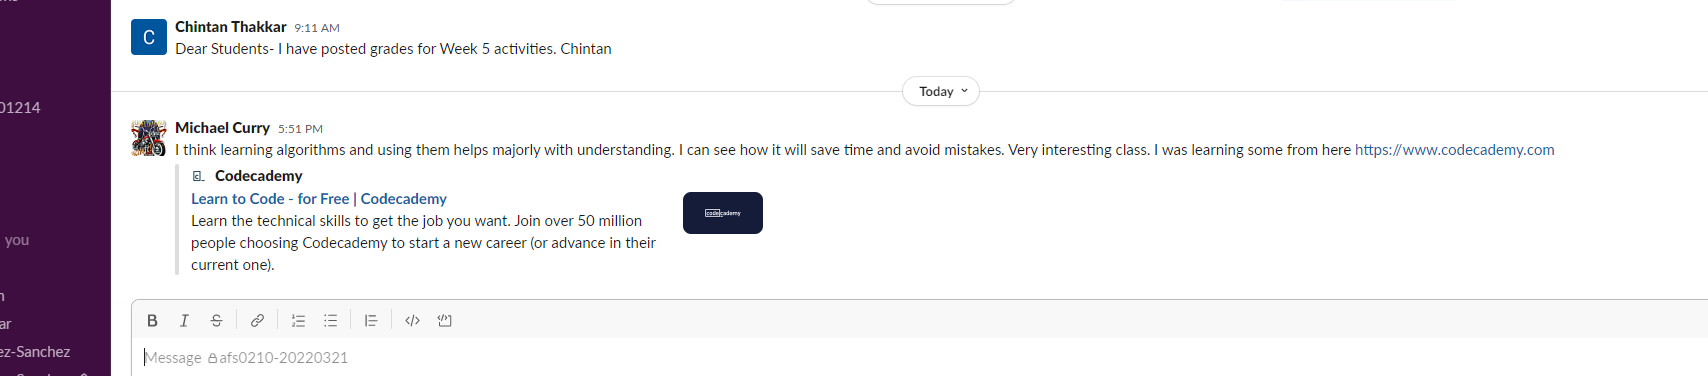 Chintan Thakkar 9:11 AM
C
Dear Students- I have posted grades for Week 5 activities. Chintan
Today
01214
Michael Curry 5:51 PM
I think learning algorithms and using them helps majorly with understanding. I can see how it will save time and avoid mistakes. Very interesting class. I was learning some from here https://www.codecademy.com
Codecademy
Learn to Code - for Free | Codecademy
codecademy
Learn the technical skills to get the job you want. Join over 50 million
people choosing Codecademy to start a new career (or advance in their
current one).
you
n
ar
ez-Sanchez
B I S
Message afs0210-20220321